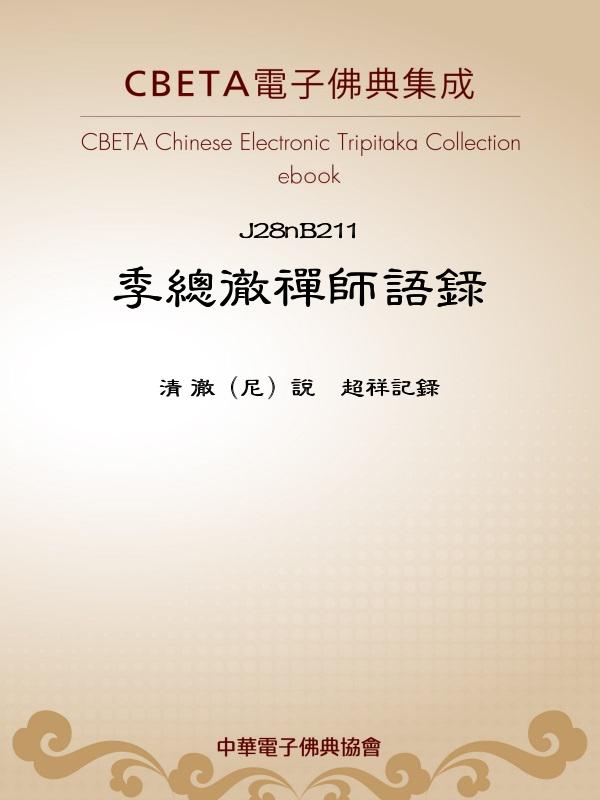 CBETA電子佛典集成
CBETA Chinese Electronic Tripitaka Collection
ebook
J28nB211
季總徹禪師語錄
清 澈（尼）說　超祥記錄
中華電子佛典協會